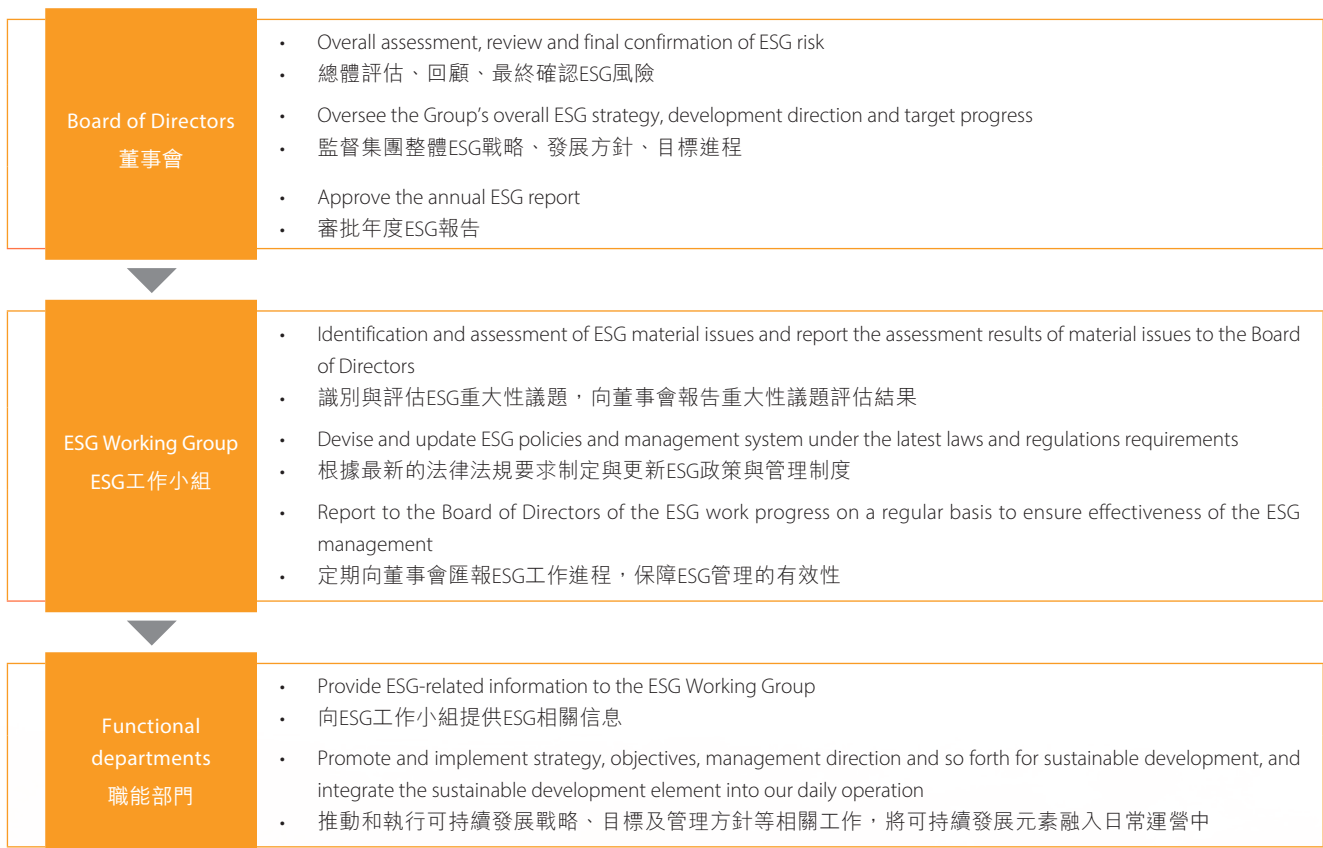 Board of Directors
董事會
• Overall assessment, review and final confirmation of ESG risk
• 總體評估、回顧、最終確認ESG風險
• Oversee the Group's overall ESG strategy, development direction and target progress
• 監督集團整體ESG戰略、發展方針、目標進程
• Approve the annual ESG report
• 審批年度ESG報告
ESG Working Group
ESG工作小組
• Identification and assessment of ESG material issues and report the assessment results of material issues to the Board
of Directors
• 識別與評估ESG重大性議題，向董事會報告重大性議題評估結果
• Devise and update ESG policies and management system under the latest laws and regulations requirements
• 根據最新的法律法規要求制定與更新ESG政策與管理制度
• Report to the Board of Directors of the ESG work progress on a regular basis to ensure effectiveness of the ESG
management
• 定期向董事會匯報ESG工作進程，保障ESG管理的有效性
Functional
departments
職能部門
• Provide ESG-related information to the ESG Working Group
• 向ESG工作小組提供ESG相關信息
• Promote and implement strategy, objectives, management direction and so forth for sustainable development, and
integrate the sustainable development element into our daily operation
• 推動和執行可持續發展戰略、目標及管理方針等相關工作，將可持續發展元素融入日常運營中